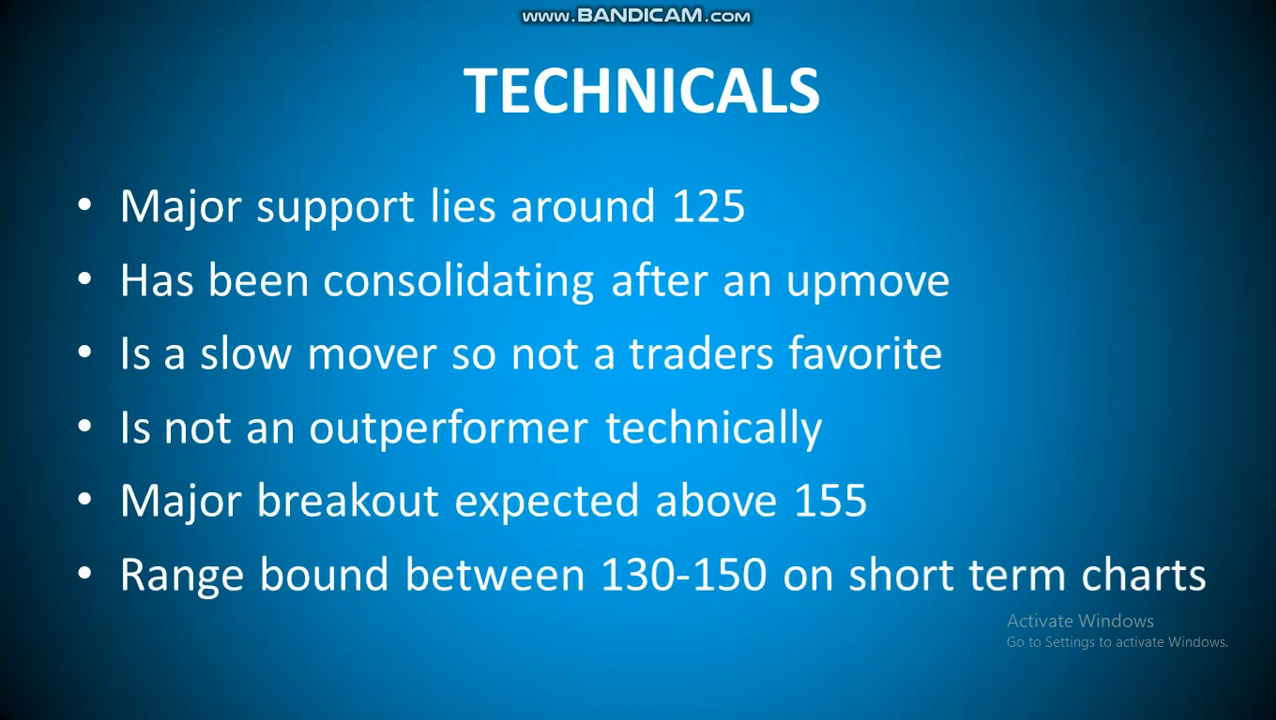 www.BANDICAM.com
TECHNICALS
• Major support lies around 125
• Has been consolidating after an upmove
• Is a slow mover so not a traders favorite
• Is not an outperformer technically
• Major breakout expected above 155
• Range bound between 130-150 on short term charts
Activate Windows
Go to Settings to activate Windows.